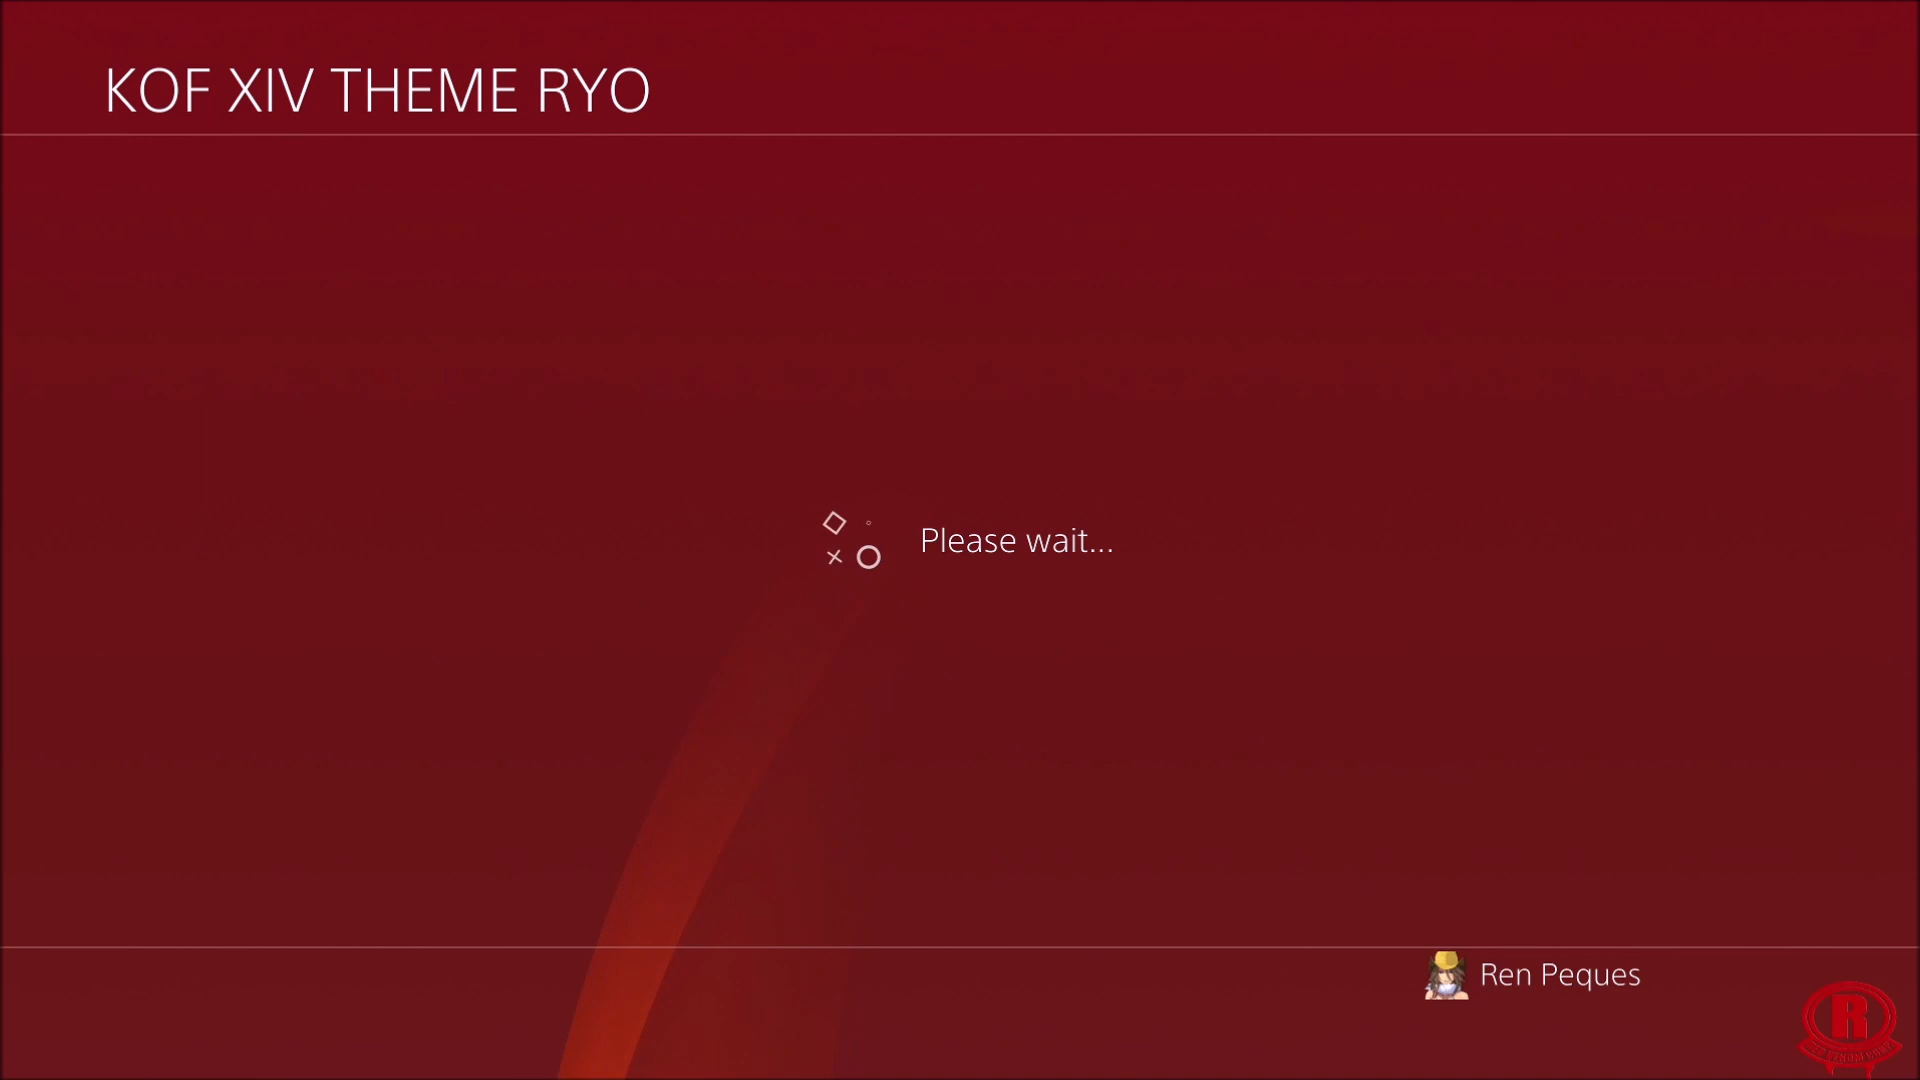 KOF XIV THEME RYO
Please wait...
Ren Peques
R